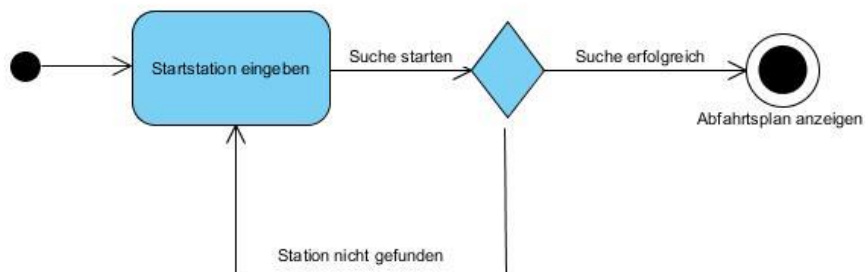 Startstation eingeben
Suche starten
Suche erfolgreich
Abfahrtsplan anzeigen
Station nicht gefunden